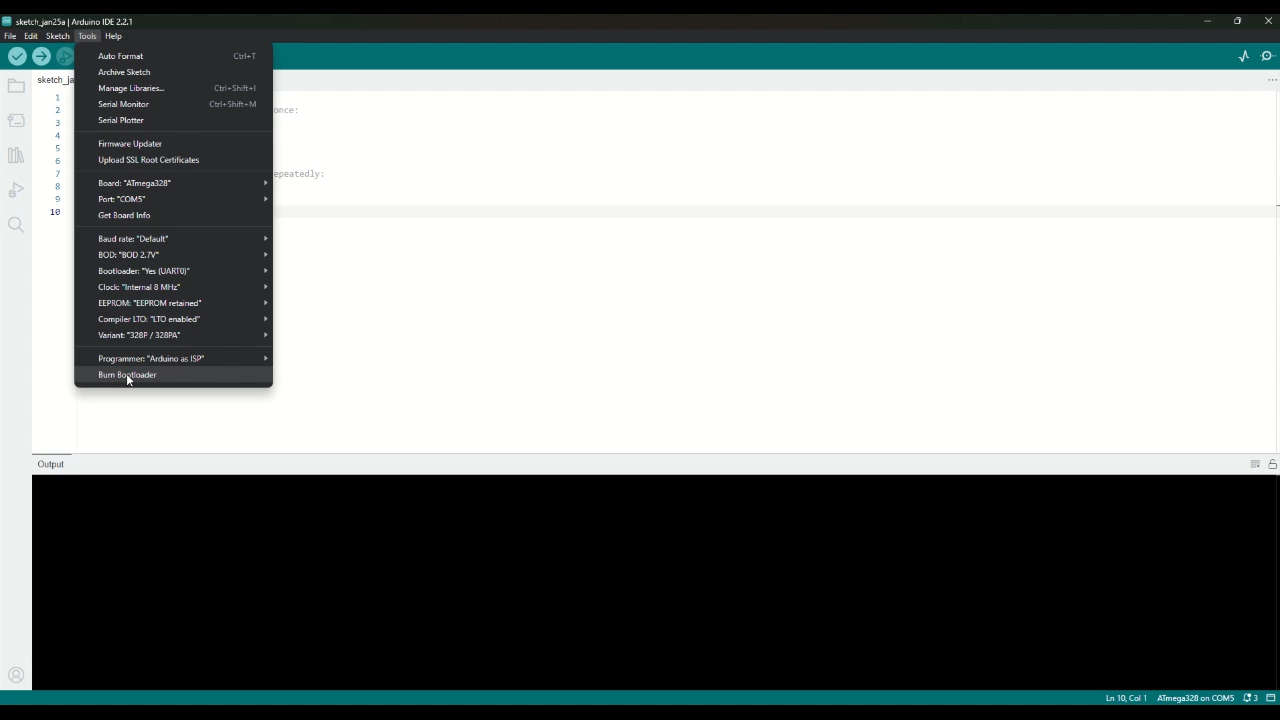 sketch_jan25a | Arduino IDE 2.2.1
File Edit Sketch Tools Help
sketch_ja
Auto Format Ctrl+T
Archive Sketch
Manage Libraries... Ctrl+Shift+I
Serial Monitor Ctrl+Shift+M
Serial Plotter
Firmware Updater
Upload SSL Root Certificates
Board: "ATmega328"
Port: "COM5"
Get Board Info
Baud rate: "Default"
BOD: "BOD 2.7V"
Bootloader: "Yes (UART0)"
Clock: "Internal 8 MHz"
EEPROM: "EEPROM retained"
Compiler LTO: "LTO enabled"
Variant: "328P / 328PA"
Programmer: "Arduino as ISP"
Burn Bootloader
1
2
3
4
5
6
7
8
9
10
once:
epeatedly:
Output
Ln 10, Col 1 ATmega328 on COM5 3